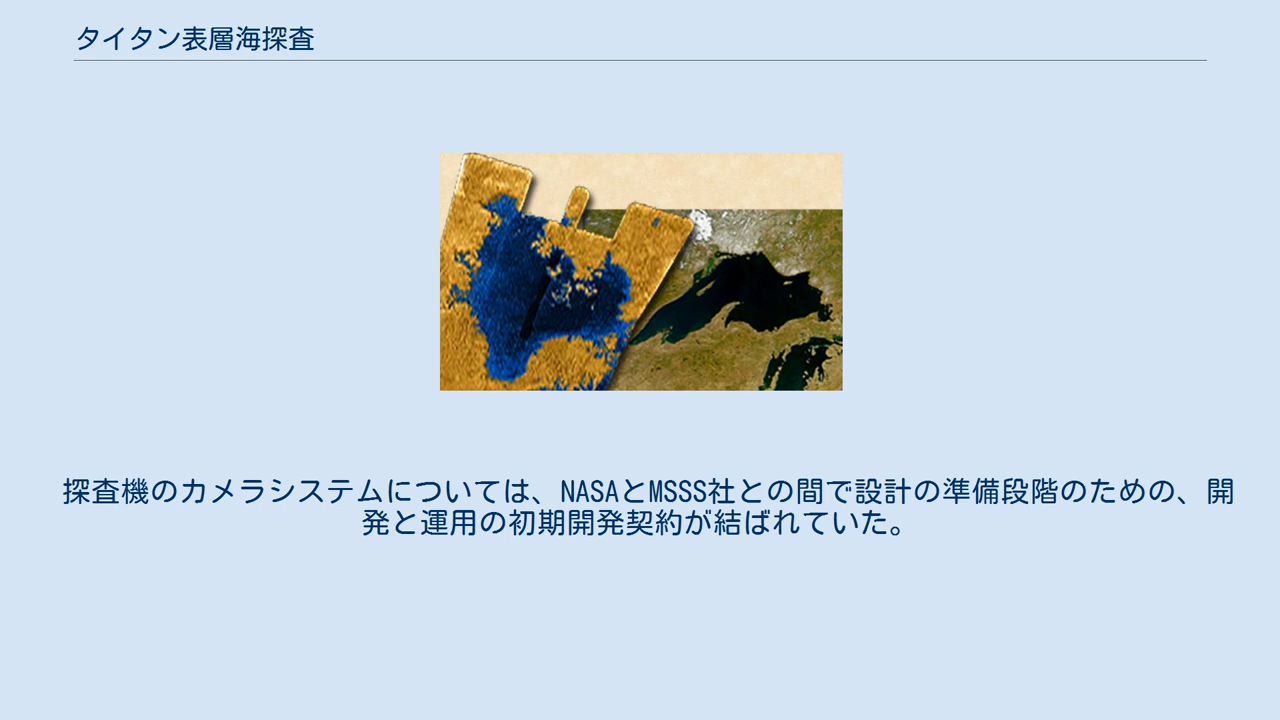 タイタン表層海探査
探査機のカメラシステムについては、NASAとMSSS社との間で設計の準備段階のための、開
発と運用の初期開発契約が結ばれていた。